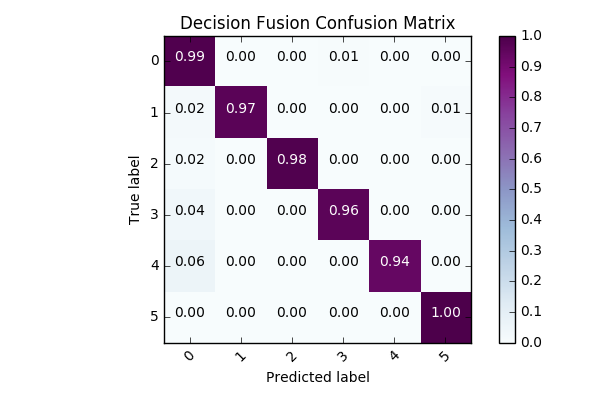 Decision Fusion Confusion Matrix
True label
0 0.99 0.00 0.00 0.01 0.00 0.00
1 0.02 0.97 0.00 0.00 0.00 0.01
2 0.02 0.00 0.98 0.00 0.00 0.00
3 0.04 0.00 0.00 0.96 0.00 0.00
4 0.06 0.00 0.00 0.00 0.94 0.00
5 0.00 0.00 0.00 0.00 0.00 1.00
0 1 2 3 4 5
Predicted label
1.0
0.9
0.8
0.7
0.6
0.5
0.4
0.3
0.2
0.1
0.0